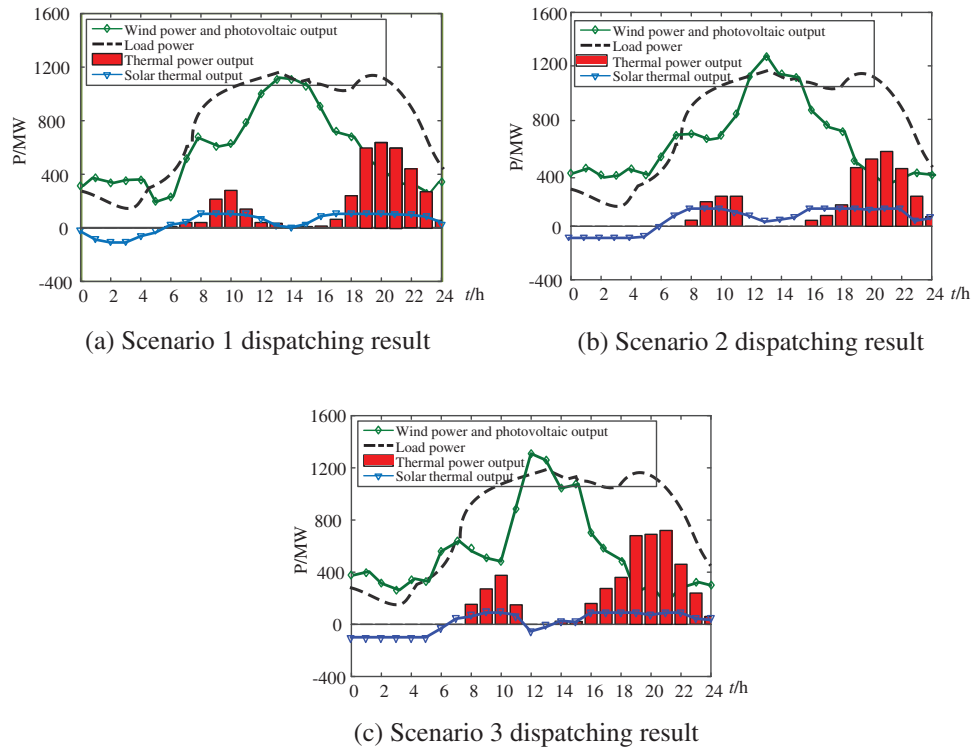 1600
Wind power and photovoltaic output
Load power
Thermal power output
Solar thermal output
1200
800
400
0
-400
P/MW
0 2 4 6 8 10 12 14 16 18 20 22 24
t/h
(a) Scenario 1 dispatching result
1600
Wind power and photovoltaic output
Load power
Thermal power output
Solar thermal output
1200
800
400
0
-400
P/MW
0 2 4 6 8 10 12 14 16 18 20 22 24
t/h
(b) Scenario 2 dispatching result
1600
Wind power and photovoltaic output
Load power
Thermal power output
Solar thermal output
1200
800
400
0
-400
P/MW
0 2 4 6 8 10 12 14 16 18 20 22 24
t/h
(c) Scenario 3 dispatching result